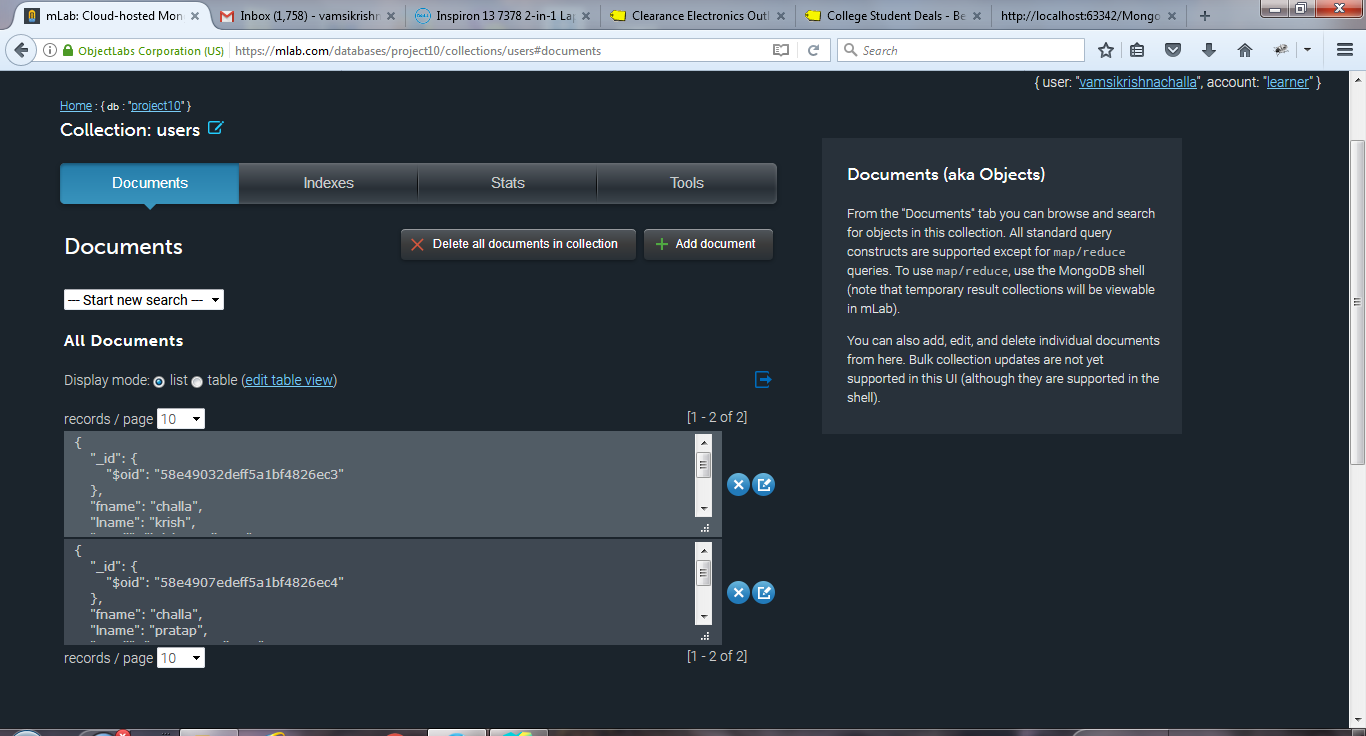 mLab: Cloud-hosted Mon
Inbox (1,758) - vamsikrishn
Inspiron 13 7378 2-in-1 Lap
Clearance Electronics Outl
College Student Deals - Be
http://localhost:63342/Mongo
ObjectLabs Corporation (US)
https://mlab.com/databases/project10/collections/users#documents
Search
{ user: "vamsikrishnachalla", account: "learner" }
Home : { db : "project10" }
Collection: users
Documents
Indexes
Stats
Tools
Documents
Delete all documents in collection
Add document
--- Start new search ---
All Documents
Display mode: list table (edit table view)
records / page 10
[1 - 2 of 2]
{
"_id": {
"$oid": "58e49032deff5a1bf4826ec3"
},
"fname": "challa",
"lname": "krish",
{
"_id": {
"$oid": "58e4907edeff5a1bf4826ec4"
},
"fname": "challa",
"lname": "pratap",
records / page 10
[1 - 2 of 2]
Documents (aka Objects)
From the "Documents" tab you can browse and search
for objects in this collection. All standard query
constructs are supported except for map/reduce
queries. To use map/reduce, use the MongoDB shell
(note that temporary result collections will be viewable
in mLab).
You can also add, edit, and delete individual documents
from here. Bulk collection updates are not yet
supported in this UI (although they are supported in the
shell).